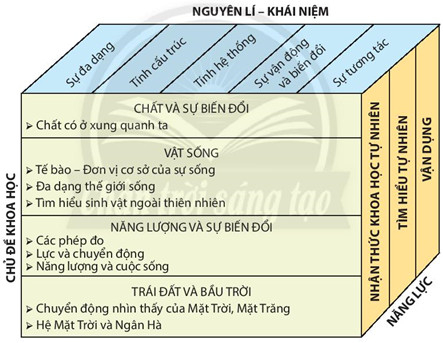 NGUYÊN LÍ – KHÁI NIỆM
Sự đa dạng
Tính cấu trúc
Tính hệ thống
Sự vận động
và biến đổi
Sự tương tác
CHỦ ĐỀ KHOA HỌC
CHẤT VÀ SỰ BIẾN ĐỔI
➢ Chất có ở xung quanh ta
VẬT SỐNG
➢ Tế bào – Đơn vị cơ sở của sự sống
➢ Đa dạng thế giới sống
➢ Tìm hiểu sinh vật ngoài thiên nhiên
NĂNG LƯỢNG VÀ SỰ BIẾN ĐỔI
➢ Các phép đo
➢ Lực và chuyển động
➢ Năng lượng và cuộc sống
TRÁI ĐẤT VÀ BẦU TRỜI
➢ Chuyển động nhìn thấy của Mặt Trời, Mặt Trăng
➢ Hệ Mặt Trời và Ngân Hà
NHẬN THỨC KHOA HỌC TỰ NHIÊN
TÌM HIỂU TỰ NHIÊN
VẬN DỤNG
NĂNG LỰC
Chân trời sáng tạo